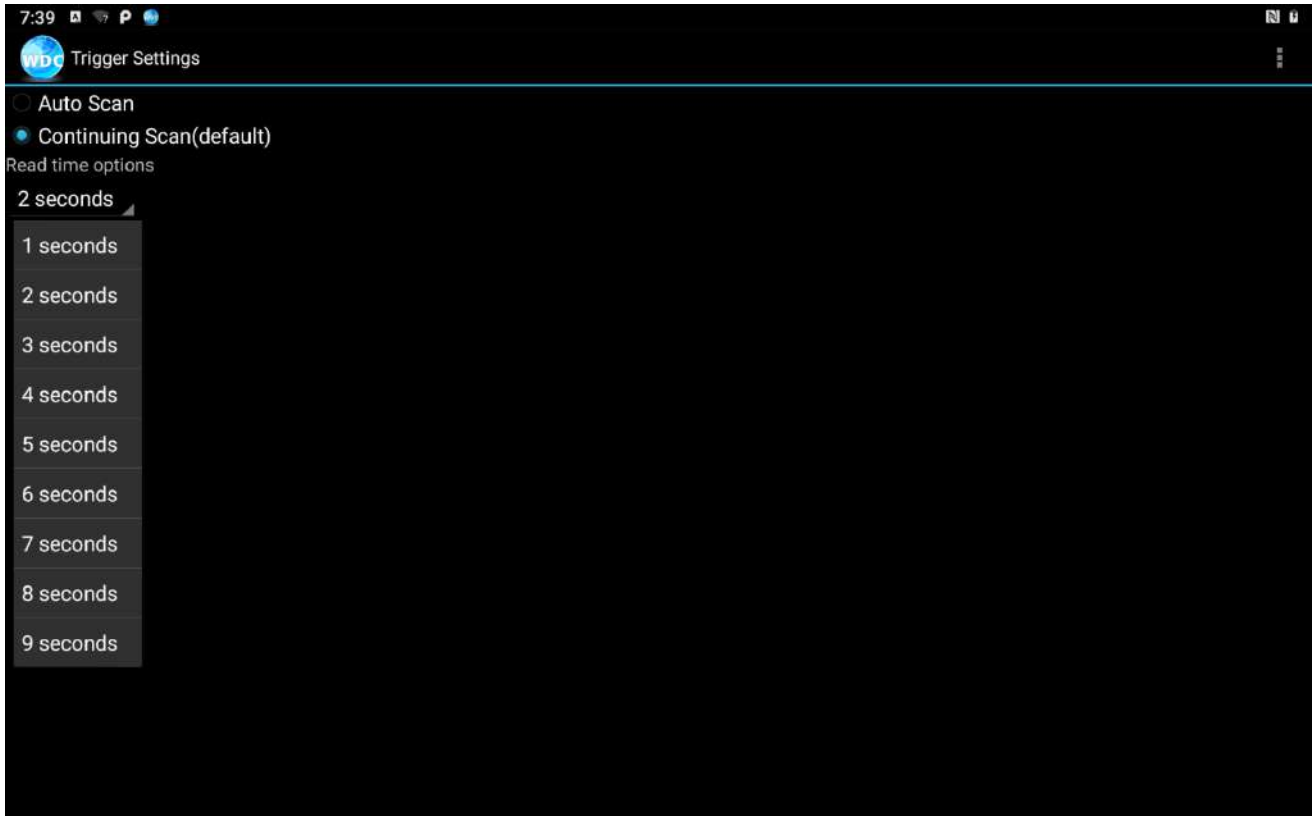 7:39 A ? P
WDC Trigger Settings
Auto Scan
Continuing Scan(default)
Read time options
2 seconds
1 seconds
2 seconds
3 seconds
4 seconds
5 seconds
6 seconds
7 seconds
8 seconds
9 seconds